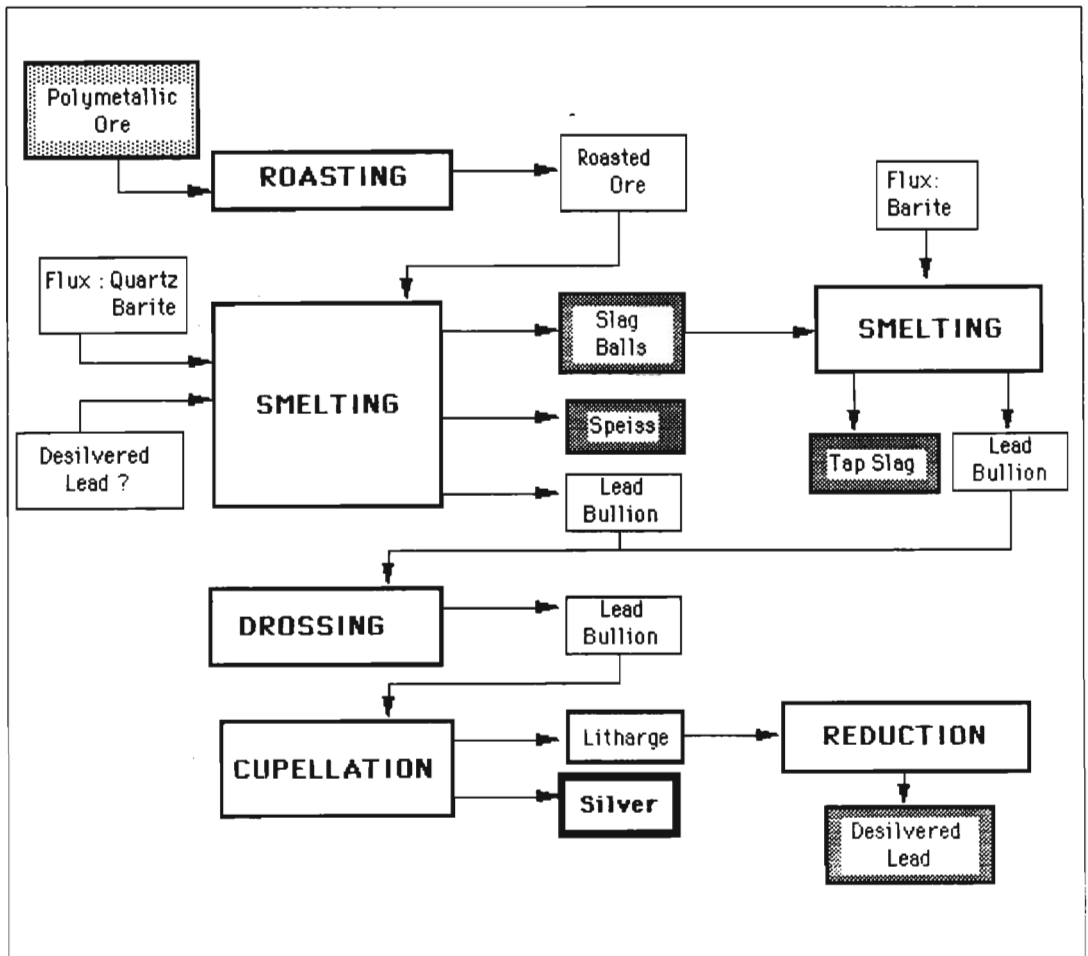 Polymetallic
Ore
ROASTING
Roasted
Ore
Flux:
Barite
Flux : Quartz
Barite
SMELTING
Slag
Balls
SMELTING
Speiss
Desilvered
Lead ?
Tap Slag
Lead
Bullion
Lead
Bullion
DROSSING
Lead
Bullion
CUPELLATION
Litharge
REDUCTION
Silver
Desilvered
Lead